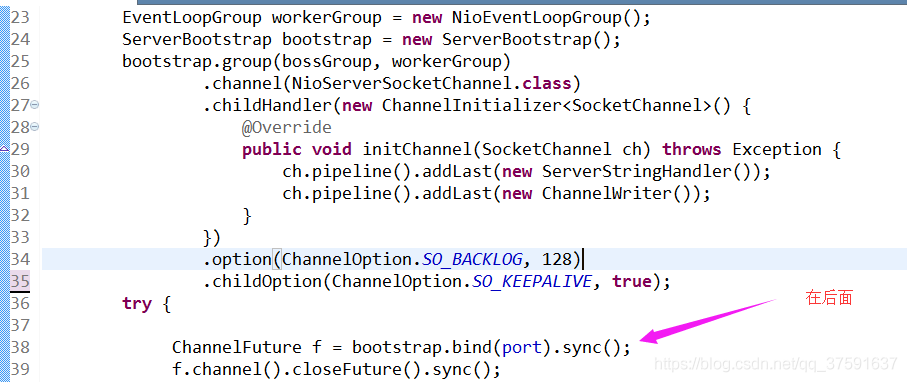 23 EventLoopGroup workerGroup = new NioEventLoopGroup();
24 ServerBootstrap bootstrap = new ServerBootstrap();
25 bootstrap.group(bossGroup, workerGroup)
26 .channel(NioServerSocketChannel.class)
27 .childHandler(new ChannelInitializer<SocketChannel>() {
28 @Override
29 public void initChannel(SocketChannel ch) throws Exception {
30 ch.pipeline().addLast(new ServerStringHandler());
31 ch.pipeline().addLast(new ChannelWriter());
32 }
33 })
34 .option(ChannelOption.SO_BACKLOG, 128)
35 .childOption(ChannelOption.SO_KEEPALIVE, true);
36 try {
在后面
37
38 ChannelFuture f = bootstrap.bind(port).sync();
39 f.channel().closeFuture().sync();
https://blog.csdn.net/qq_37591637